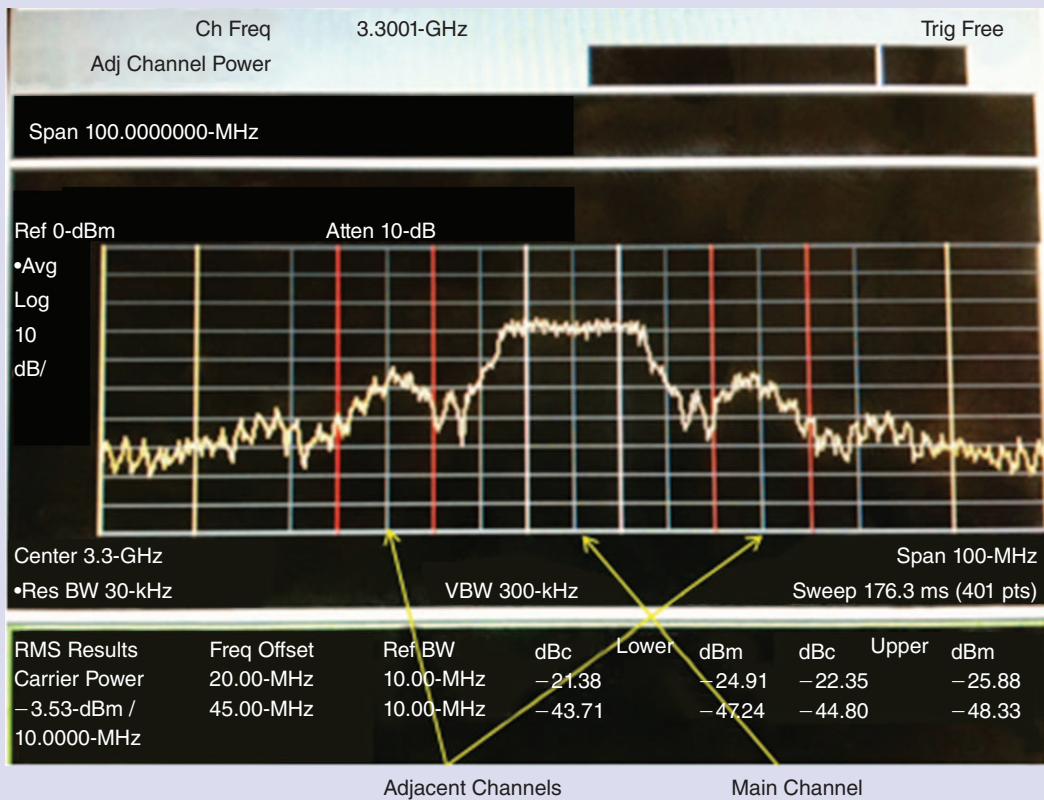 Ch Freq 3.3001-GHz Trig Free
Adj Channel Power
Span 100.0000000-MHz
Ref 0-dBm Atten 10-dB
•Avg
Log
10
dB/
Center 3.3-GHz Span 100-MHz
•Res BW 30-kHz VBW 300-kHz Sweep 176.3 ms (401 pts)
RMS Results Freq Offset Ref BW dBc Lower dBm dBc Upper dBm
Carrier Power 20.00-MHz 10.00-MHz −21.38 −24.91 −22.35 −25.88
−3.53-dBm / 45.00-MHz 10.00-MHz −43.71 −47.24 −44.80 −48.33
10.0000-MHz
Adjacent Channels Main Channel